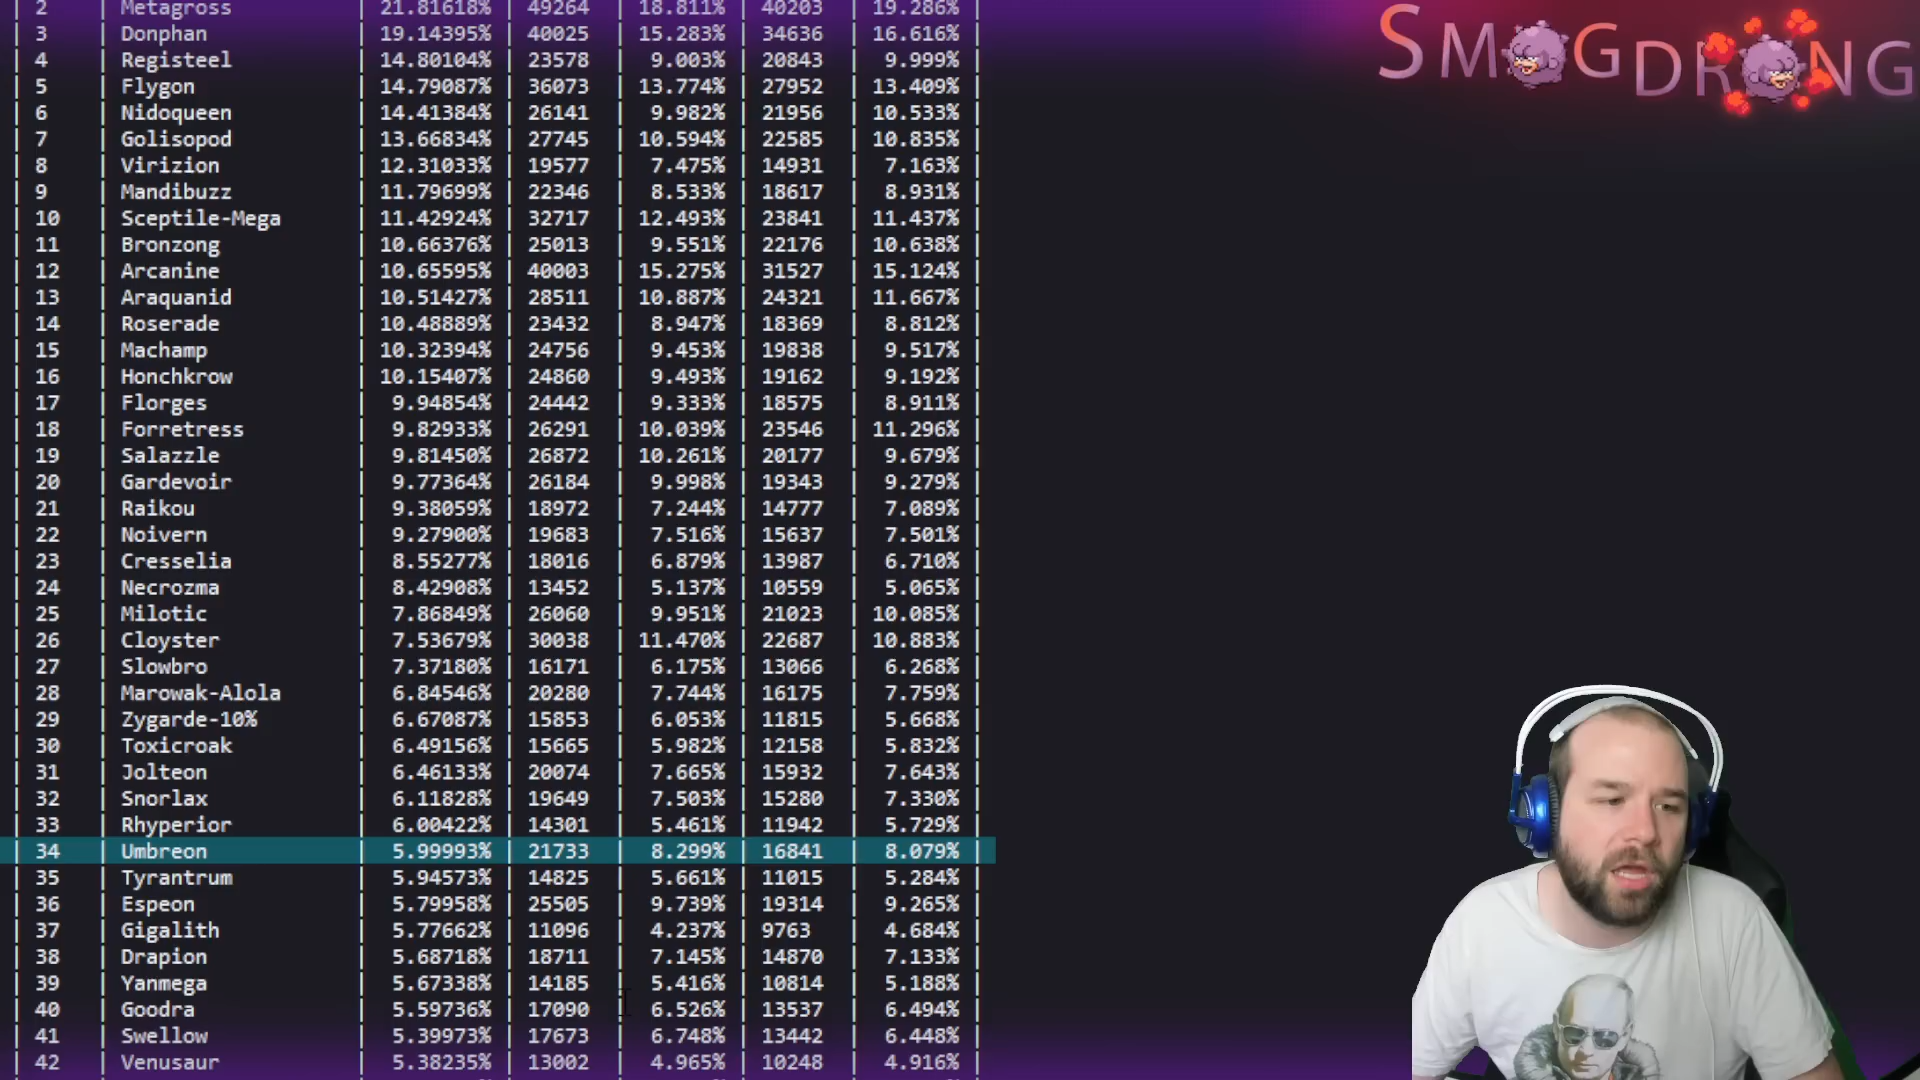 | 2 | Metagross | 21.81618% | 49264 | 18.811% | 40203 | 19.286% |
| 3 | Donphan | 19.14395% | 40025 | 15.283% | 34636 | 16.616% |
| 4 | Registeel | 14.80104% | 23578 | 9.003% | 20843 | 9.999% |
| 5 | Flygon | 14.79087% | 36073 | 13.774% | 27952 | 13.409% |
| 6 | Nidoqueen | 14.41384% | 26141 | 9.982% | 21956 | 10.533% |
| 7 | Golisopod | 13.66834% | 27745 | 10.594% | 22585 | 10.835% |
| 8 | Virizion | 12.31033% | 19577 | 7.475% | 14931 | 7.163% |
| 9 | Mandibuzz | 11.79699% | 22346 | 8.533% | 18617 | 8.931% |
| 10 | Sceptile-Mega | 11.42924% | 32717 | 12.493% | 23841 | 11.437% |
| 11 | Bronzong | 10.66376% | 25013 | 9.551% | 22176 | 10.638% |
| 12 | Arcanine | 10.65595% | 40003 | 15.275% | 31527 | 15.124% |
| 13 | Araquanid | 10.51427% | 28511 | 10.887% | 24321 | 11.667% |
| 14 | Roserade | 10.48889% | 23432 | 8.947% | 18369 | 8.812% |
| 15 | Machamp | 10.32394% | 24756 | 9.453% | 19838 | 9.517% |
| 16 | Honchkrow | 10.15407% | 24860 | 9.493% | 19162 | 9.192% |
| 17 | Florges | 9.94854% | 24442 | 9.333% | 18575 | 8.911% |
| 18 | Forretress | 9.82933% | 26291 | 10.039% | 23546 | 11.296% |
| 19 | Salazzle | 9.81450% | 26872 | 10.261% | 20177 | 9.679% |
| 20 | Gardevoir | 9.77364% | 26184 | 9.998% | 19343 | 9.279% |
| 21 | Raikou | 9.38059% | 18972 | 7.244% | 14777 | 7.089% |
| 22 | Noivern | 9.27900% | 19683 | 7.516% | 15637 | 7.501% |
| 23 | Cresselia | 8.55277% | 18016 | 6.879% | 13987 | 6.710% |
| 24 | Necrozma | 8.42908% | 13452 | 5.137% | 10559 | 5.065% |
| 25 | Milotic | 7.86849% | 26060 | 9.951% | 21023 | 10.085% |
| 26 | Cloyster | 7.53679% | 30038 | 11.470% | 22687 | 10.883% |
| 27 | Slowbro | 7.37180% | 16171 | 6.175% | 13066 | 6.268% |
| 28 | Marowak-Alola | 6.84546% | 20280 | 7.744% | 16175 | 7.759% |
| 29 | Zygarde-10% | 6.67087% | 15853 | 6.053% | 11815 | 5.668% |
| 30 | Toxicroak | 6.49156% | 15665 | 5.982% | 12158 | 5.832% |
| 31 | Jolteon | 6.46133% | 20074 | 7.665% | 15932 | 7.643% |
| 32 | Snorlax | 6.11828% | 19649 | 7.503% | 15280 | 7.330% |
| 33 | Rhyperior | 6.00422% | 14301 | 5.461% | 11942 | 5.729% |
| 34 | Umbreon | 5.99993% | 21733 | 8.299% | 16841 | 8.079% |
| 35 | Tyrantrum | 5.94573% | 14825 | 5.661% | 11015 | 5.284% |
| 36 | Espeon | 5.79958% | 25505 | 9.739% | 19314 | 9.265% |
| 37 | Gigalith | 5.77662% | 11096 | 4.237% | 9763 | 4.684% |
| 38 | Drapion | 5.68718% | 18711 | 7.145% | 14870 | 7.133% |
| 39 | Yanmega | 5.67338% | 14185 | 5.416% | 10814 | 5.188% |
| 40 | Goodra | 5.59736% | 17090 | 6.526% | 13537 | 6.494% |
| 41 | Swellow | 5.39973% | 17673 | 6.748% | 13442 | 6.448% |
| 42 | Venusaur | 5.38235% | 13002 | 4.965% | 10248 | 4.916% |
SMOGDRONG